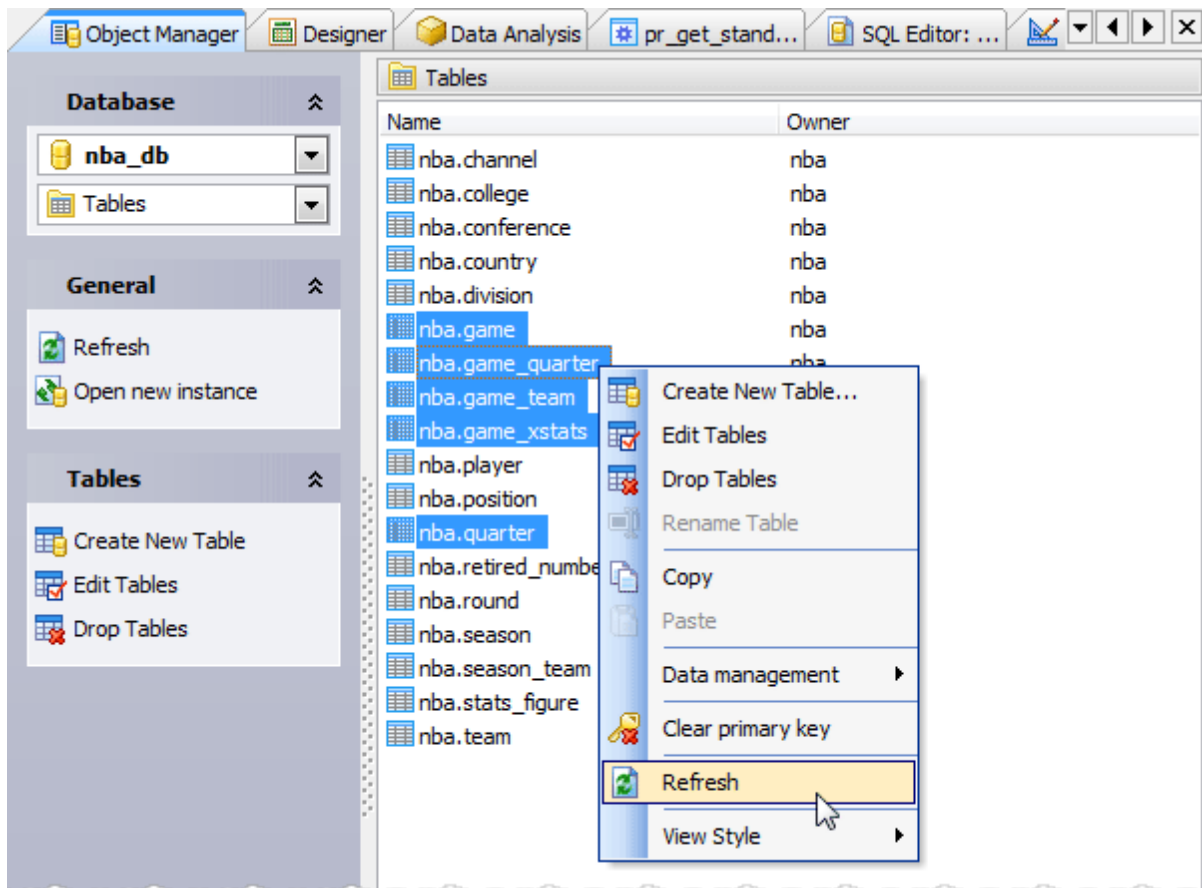 Object Manager Designer Data Analysis pr_get_stand... SQL Editor: ...
Database
nba_db
Tables
General
Refresh
Open new instance
Tables
Create New Table
Edit Tables
Drop Tables
Tables
Name Owner
nba.channel nba
nba.college nba
nba.conference nba
nba.country nba
nba.division nba
nba.game nba
nba.game_quarter nba
nba.game_team
nba.game_xstats
nba.player
nba.position
nba.quarter
nba.retired_numbe
nba.round
nba.season
nba.season_team
nba.stats_figure
nba.team
Create New Table...
Edit Tables
Drop Tables
Rename Table
Copy
Paste
Data management
Clear primary key
Refresh
View Style